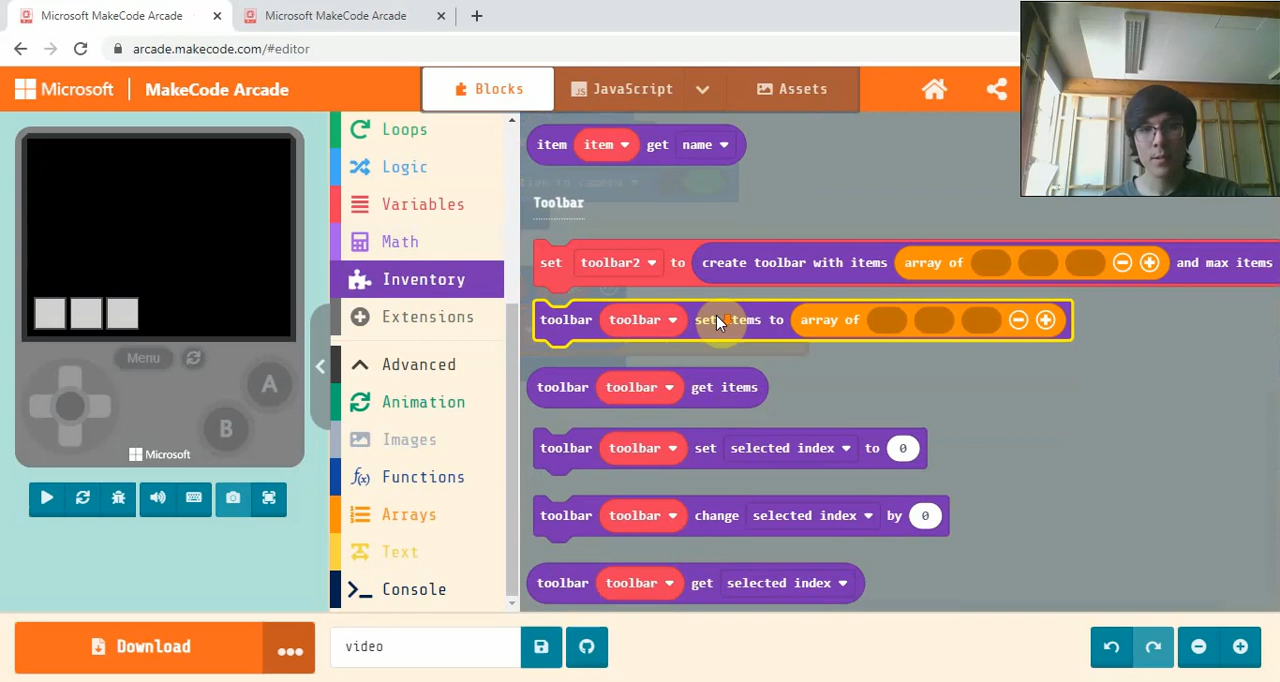 Microsoft MakeCode Arcade
Microsoft MakeCode Arcade
arcade.makecode.com/#editor
Microsoft
MakeCode Arcade
Blocks
JavaScript
Assets
Menu
A
B
Microsoft
Loops
Logic
Variables
Math
Inventory
Extensions
Advanced
Animation
Images
Functions
Arrays
Text
Console
item item get name
Toolbar
set toolbar2 to create toolbar with items array of and max items
toolbar toolbar set items to array of
toolbar toolbar get items
toolbar toolbar set selected index to 0
toolbar toolbar change selected index by 0
toolbar toolbar get selected index
Download
video